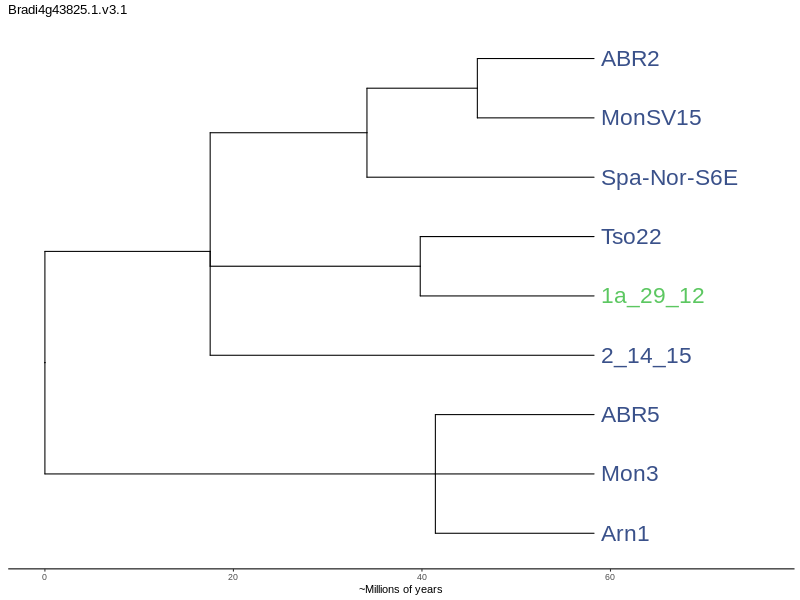 Bradi4g43825.1.v3.1
ABR2
MonSV15
Spa-Nor-S6E
Tso22
1a_29_12
2_14_15
ABR5
Mon3
Arn1
0 20 40 60
~Millions of years